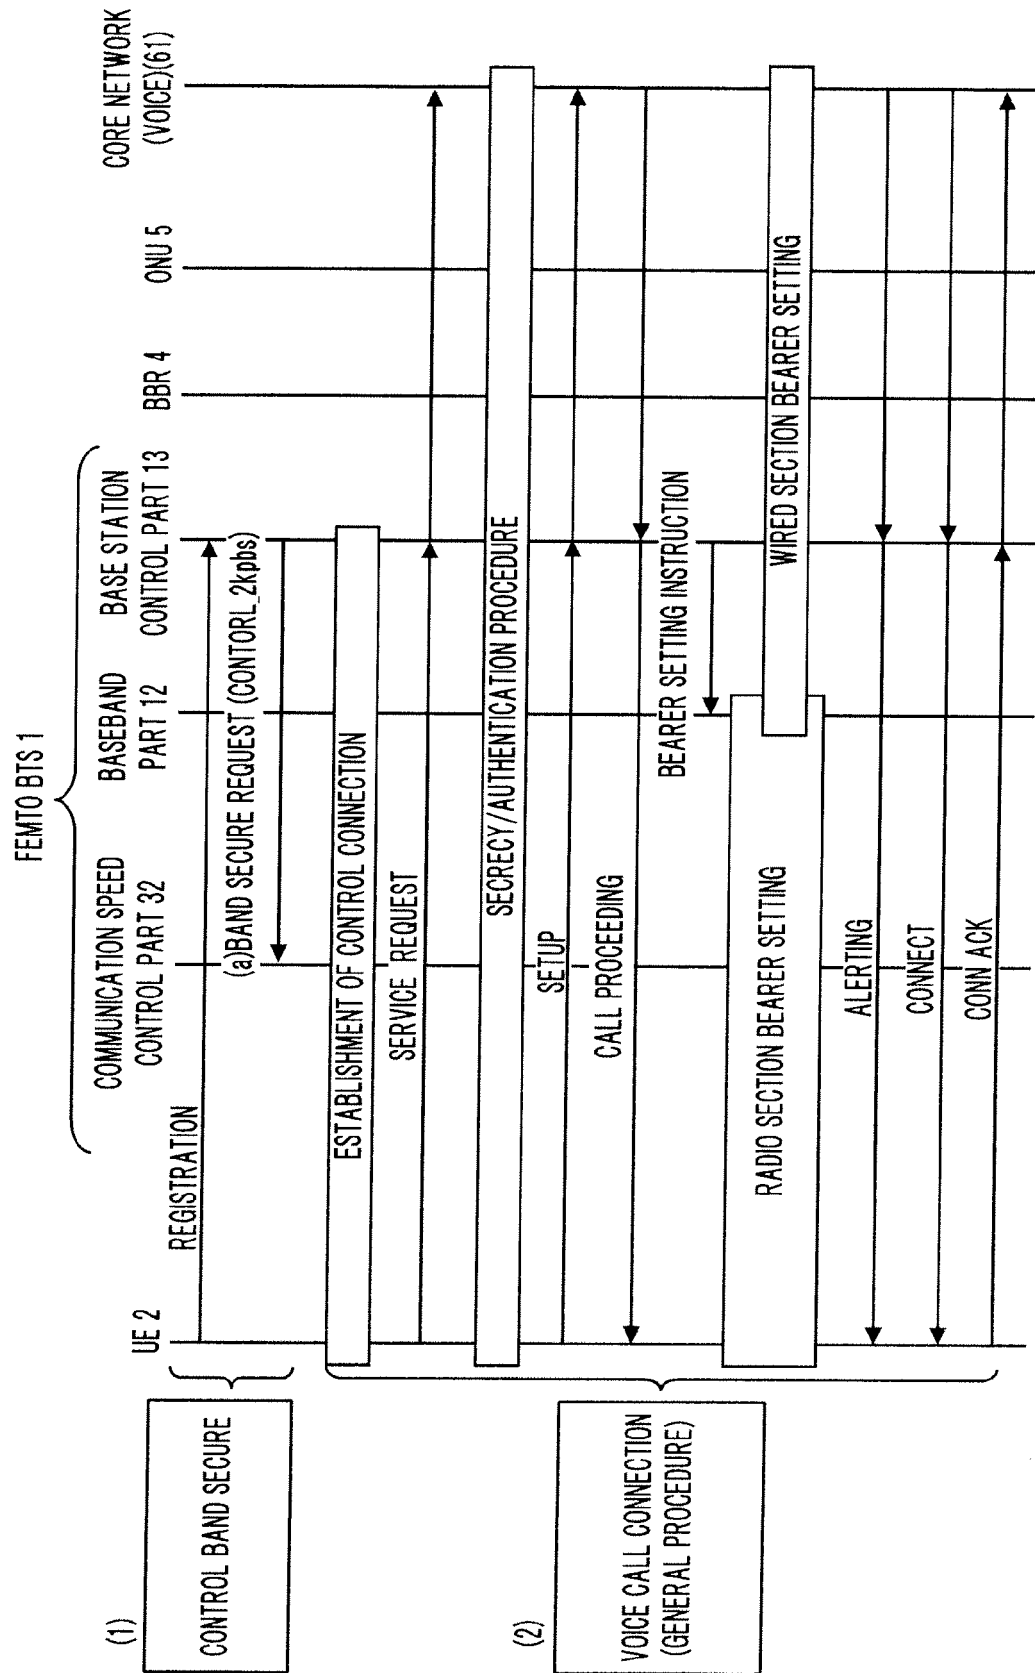 FEMTO BTS 1
UE 2
COMMUNICATION SPEED
CONTROL PART 32
BASEBAND
PART 12
BASE STATION
CONTROL PART 13
BBR 4
ONU 5
CORE NETWORK
(VOICE)(61)
(1)
CONTROL BAND SECURE
REGISTRATION
(a)BAND SECURE REQUEST (CONTORL_2kpbs)
(2)
VOICE CALL CONNECTION
(GENERAL PROCEDURE)
ESTABLISHMENT OF CONTROL CONNECTION
SERVICE REQUEST
SECRECY/AUTHENTICATION PROCEDURE
SETUP
CALL PROCEEDING
BEARER SETTING INSTRUCTION
RADIO SECTION BEARER SETTING
WIRED SECTION BEARER SETTING
ALERTING
CONNECT
CONN ACK